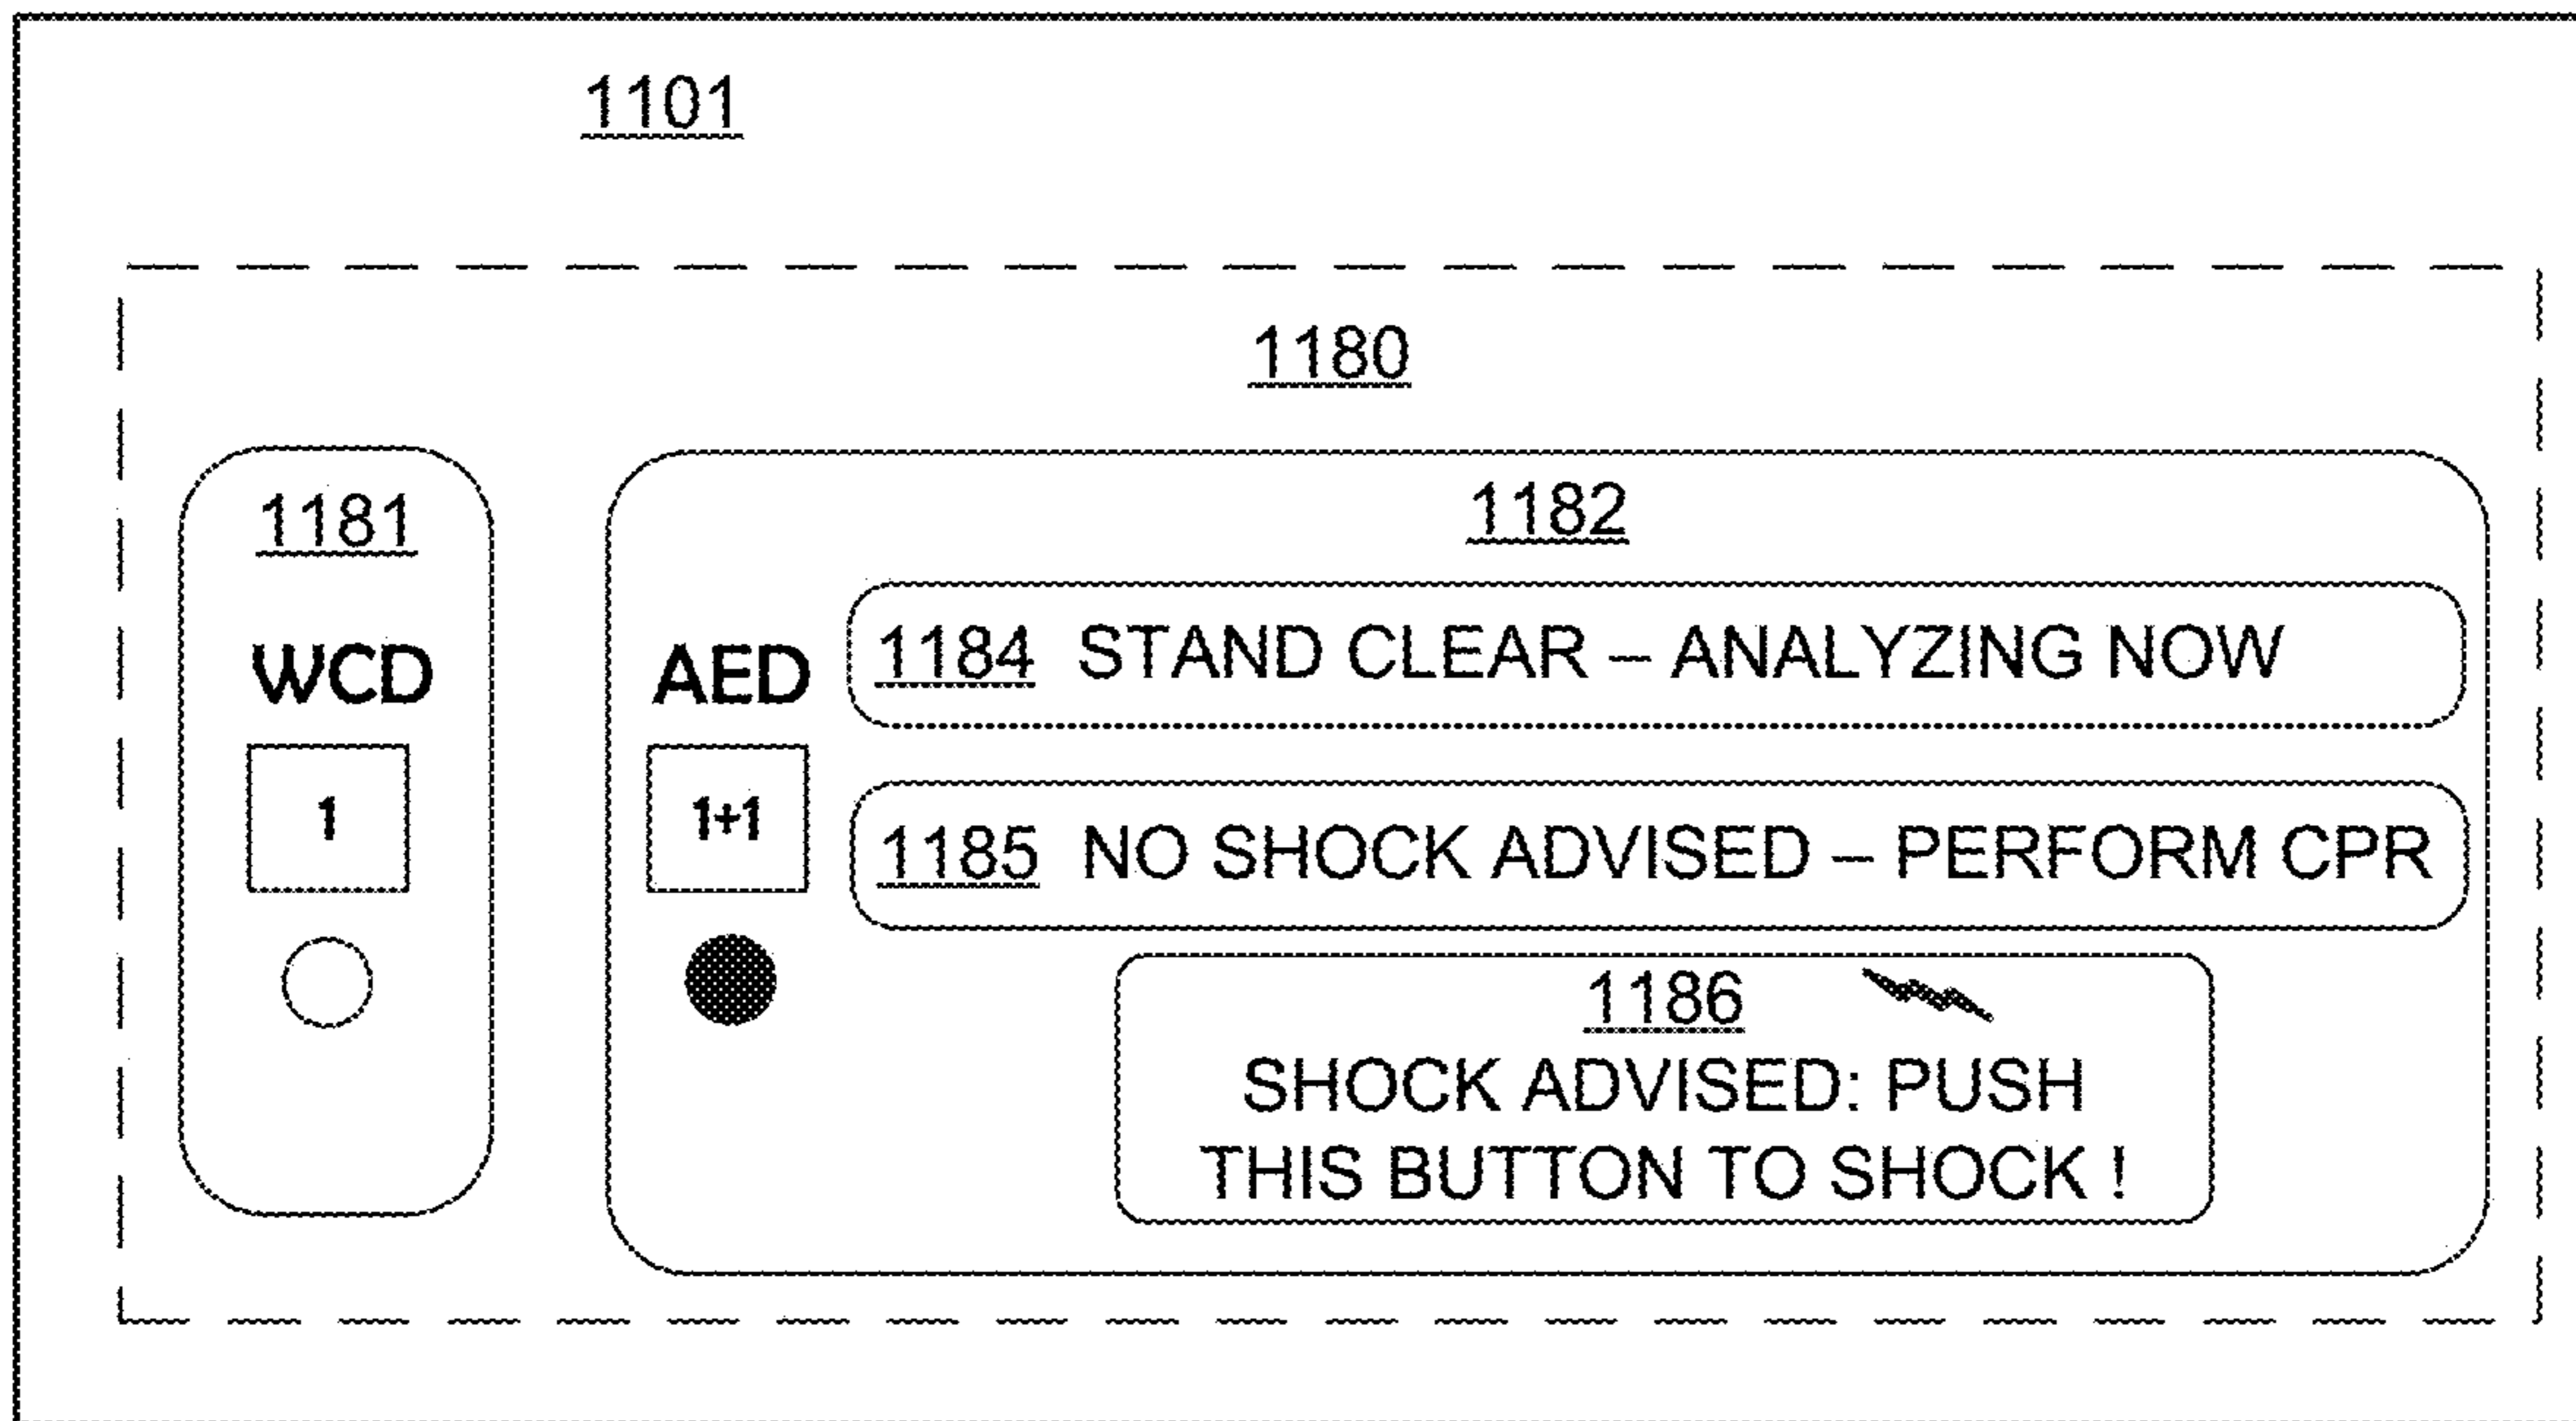 1101
1180
1181
WCD
1
1182
AED
1+1
1184 STAND CLEAR – ANALYZING NOW
1185 NO SHOCK ADVISED – PERFORM CPR
1186
SHOCK ADVISED: PUSH
THIS BUTTON TO SHOCK !